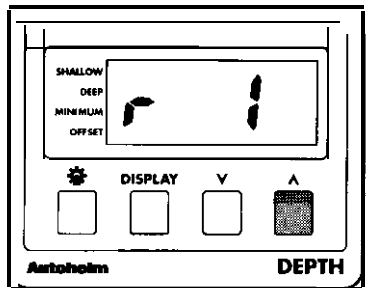 SHALLOW
DEEP
MINIMUM
OFFSET
r 1
DISPLAY V Λ
Autohelm DEPTH